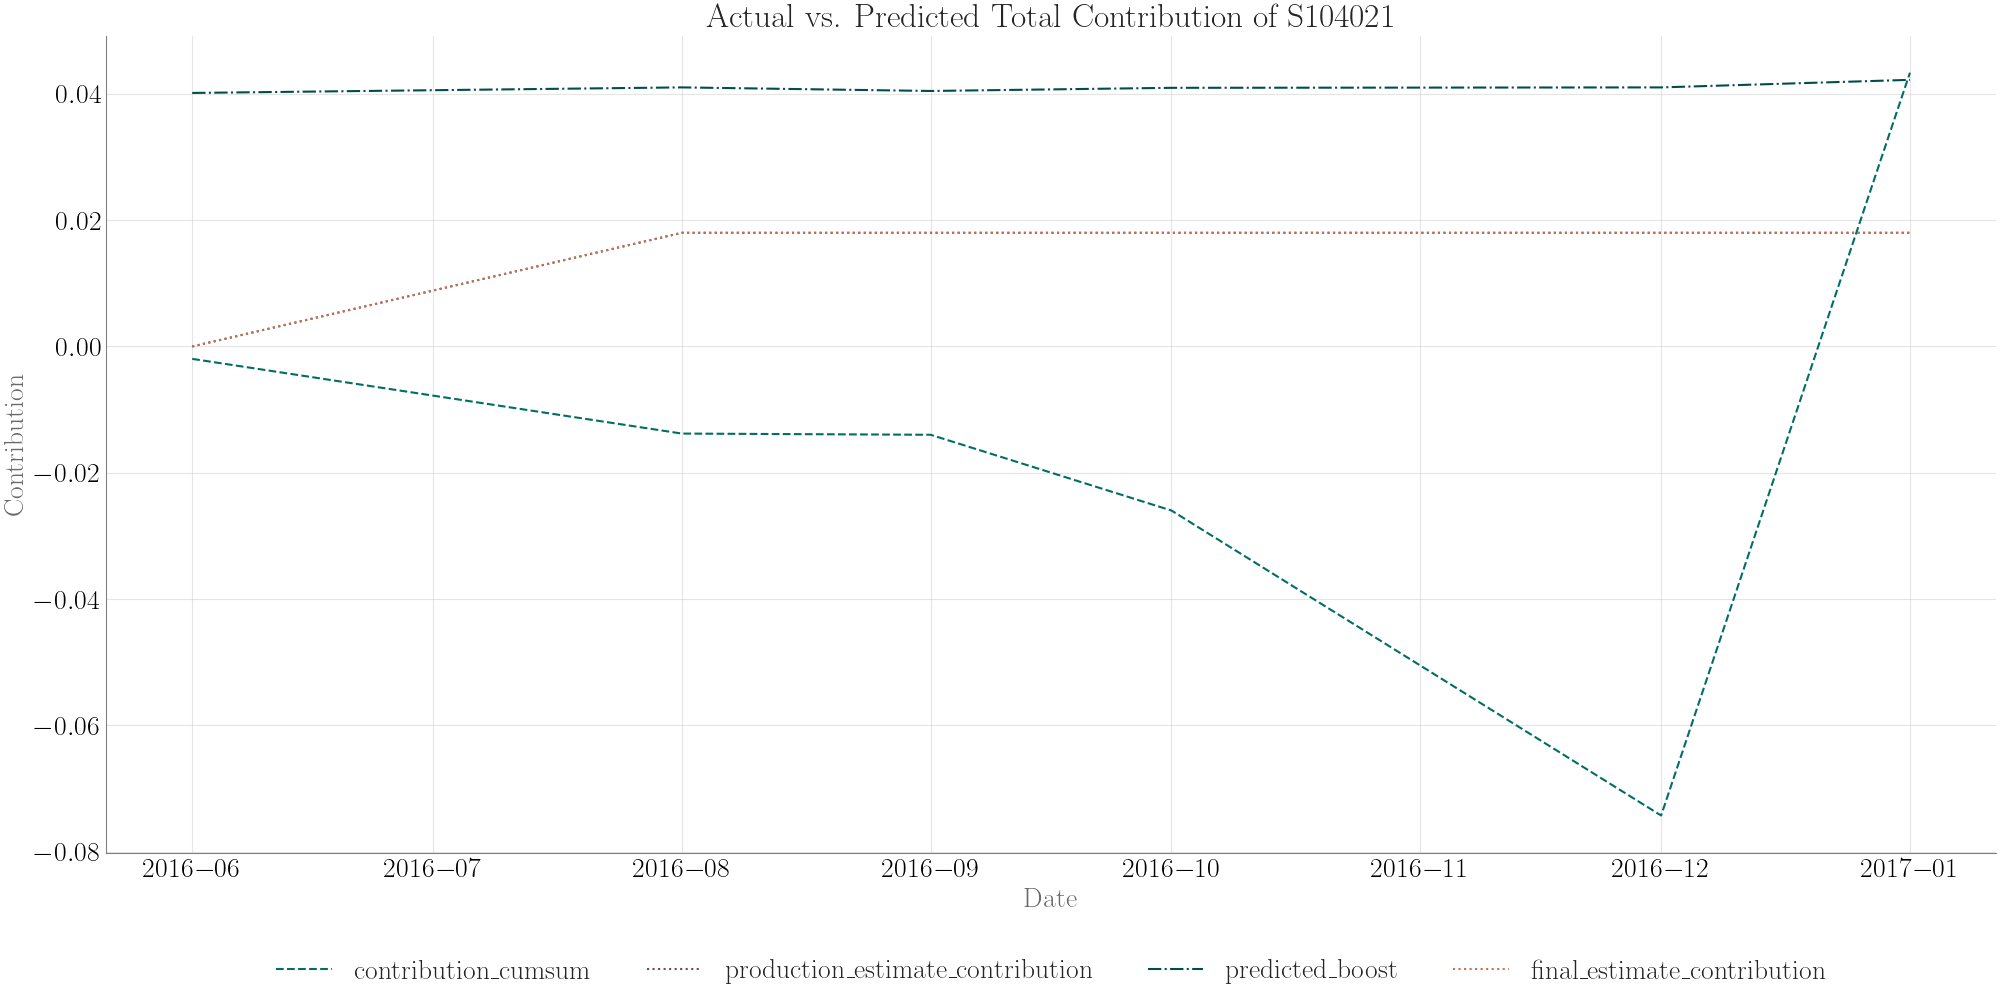 Actual vs. Predicted Total Contribution of S104021
Contribution
0.04
0.02
0.00
−0.02
−0.04
−0.06
−0.08
2016−06 2016−07 2016−08 2016−09 2016−10 2016−11 2016−12 2017−01
Date
contribution_cumsum production_estimate_contribution predicted_boost final_estimate_contribution